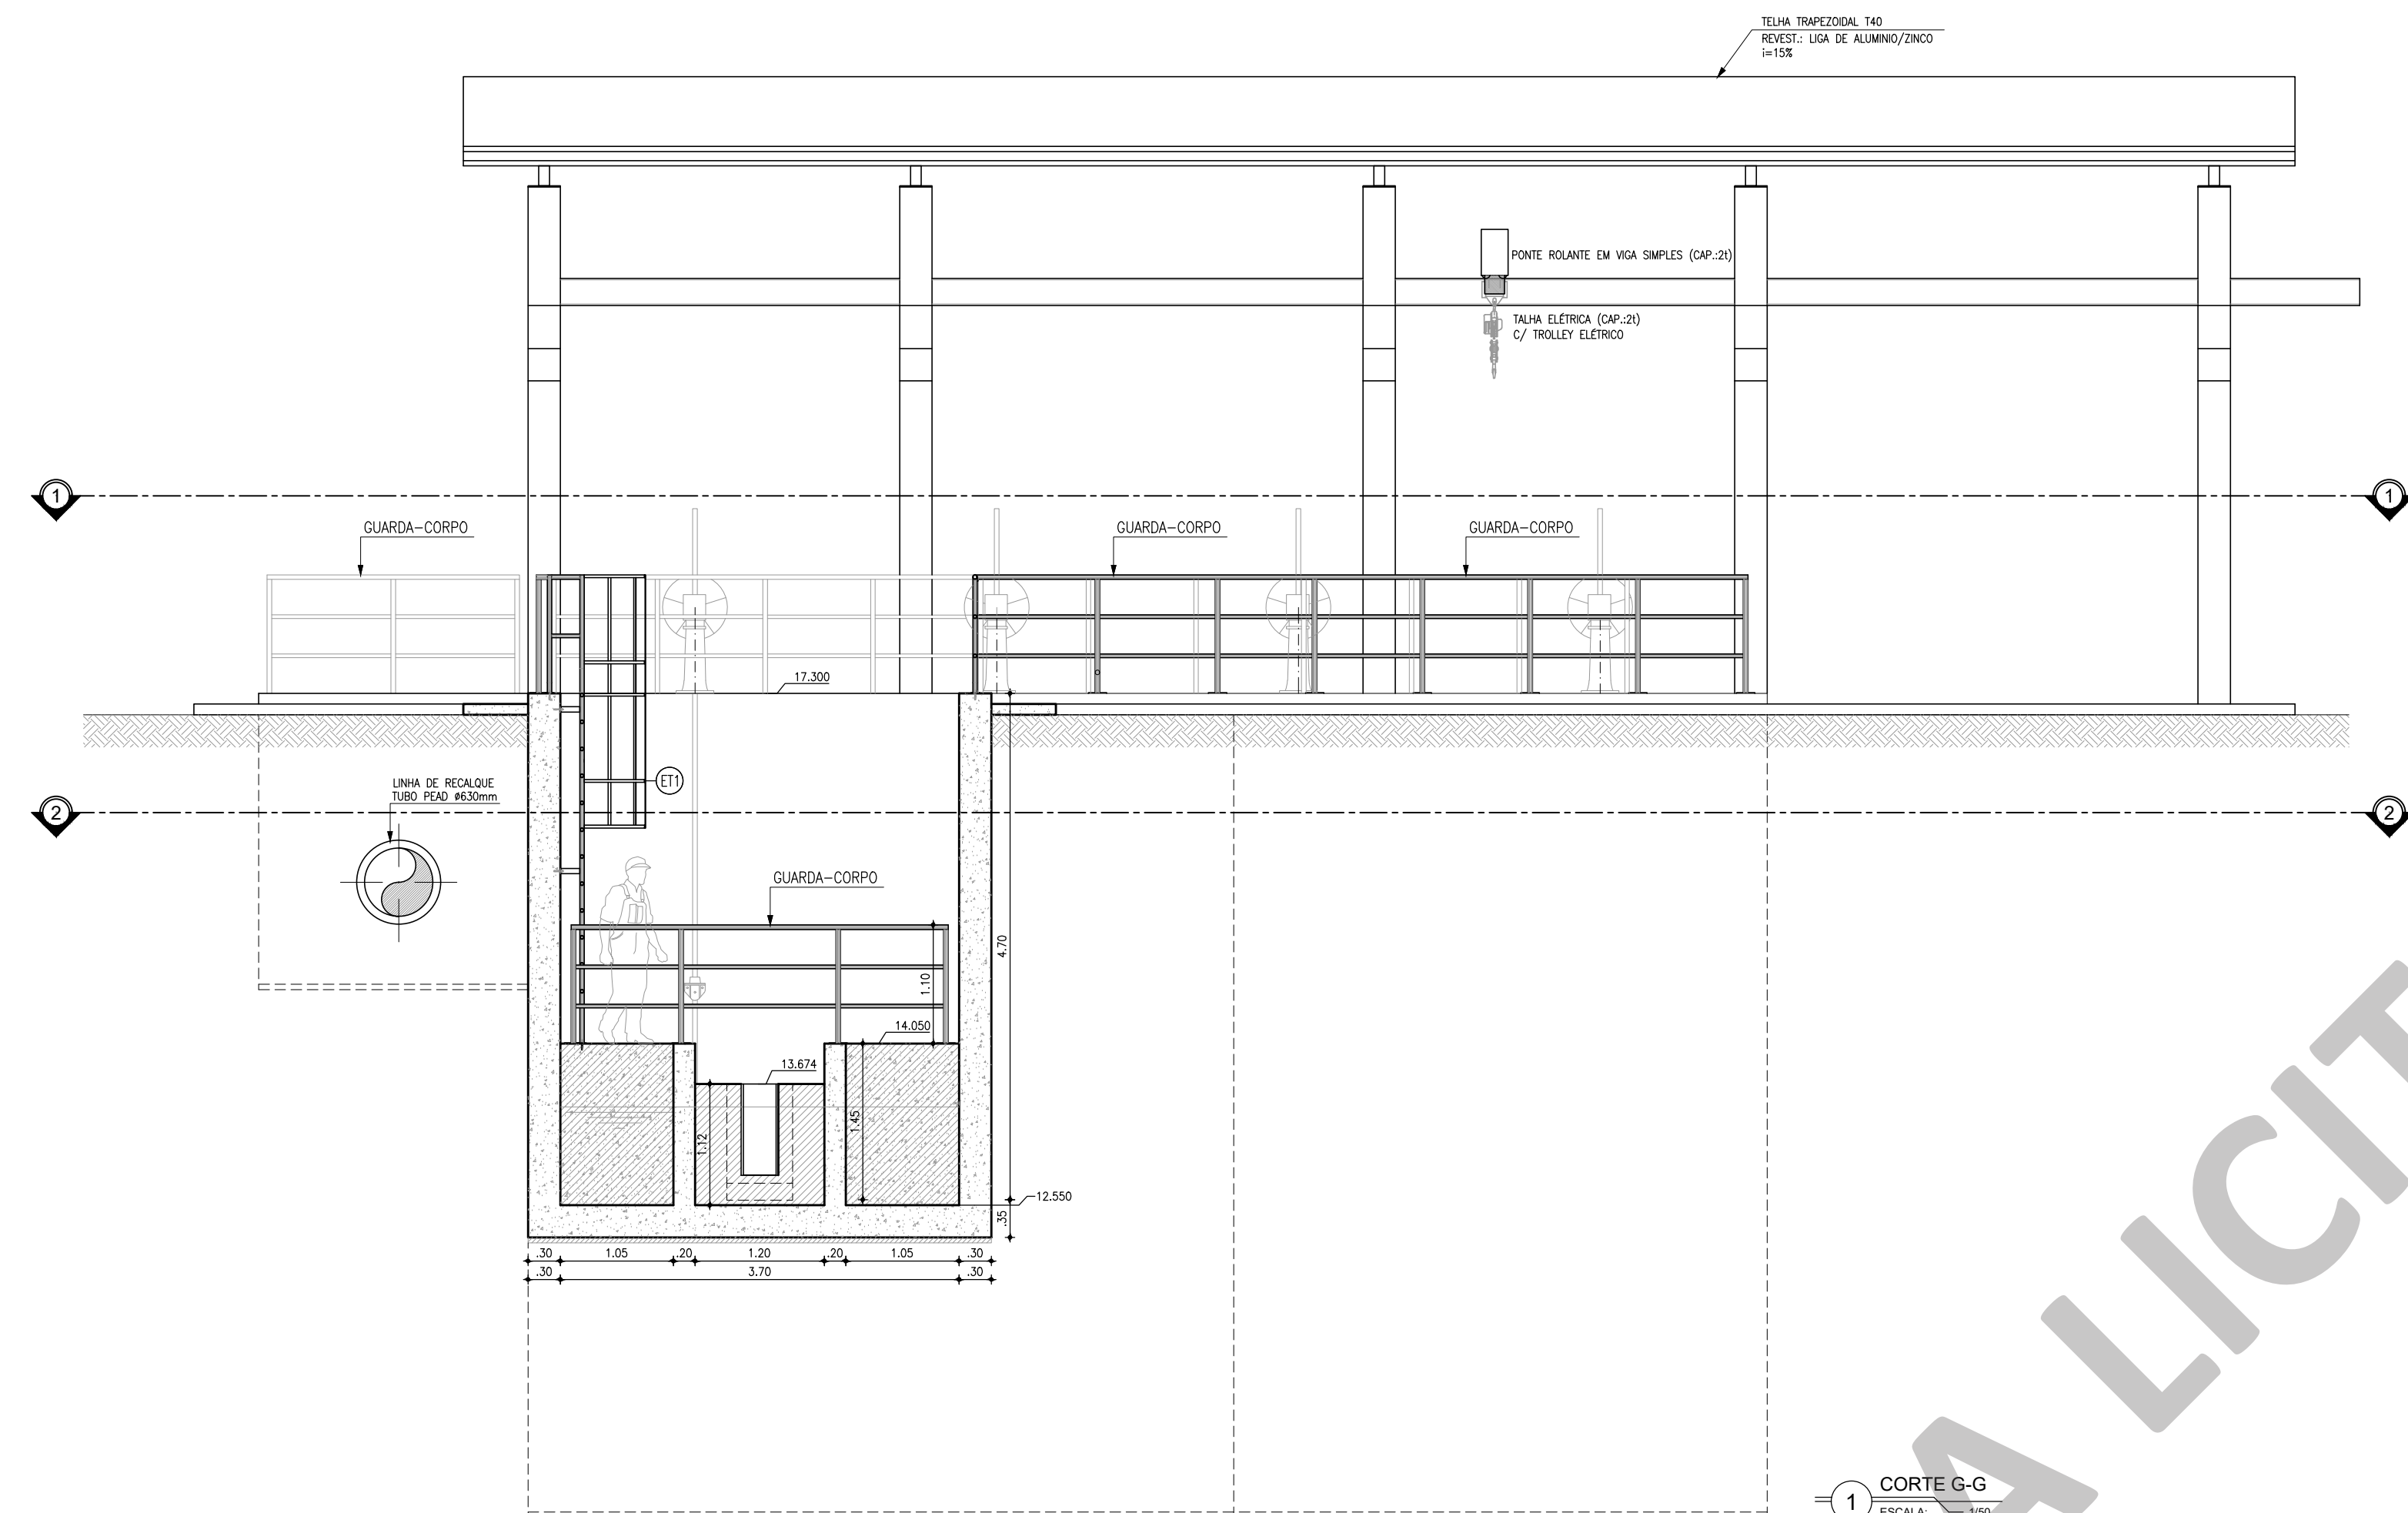 TELHA TRAPEZOIDAL T40
REVEST.: LIGA DE ALUMINIO/ZINCO
i=15%
PONTE ROLANTE EM VIGA SIMPLES (CAP.:2t)
TALHA ELÉTRICA (CAP.:2t)
C/ TROLLEY ELÉTRICO
1
1
GUARDA-CORPO
GUARDA-CORPO
GUARDA-CORPO
17.300
LINHA DE RECALQUE
TUBO PEAD ø630mm
ET1
2
2
GUARDA-CORPO
4.70
1.10
14.050
13.674
1.45
1.12
12.550
.35
.30 1.05 .20 1.20 .20 1.05 .30
.30 3.70 .30
A LICIT
1
CORTE G-G
ESCALA: 1/50